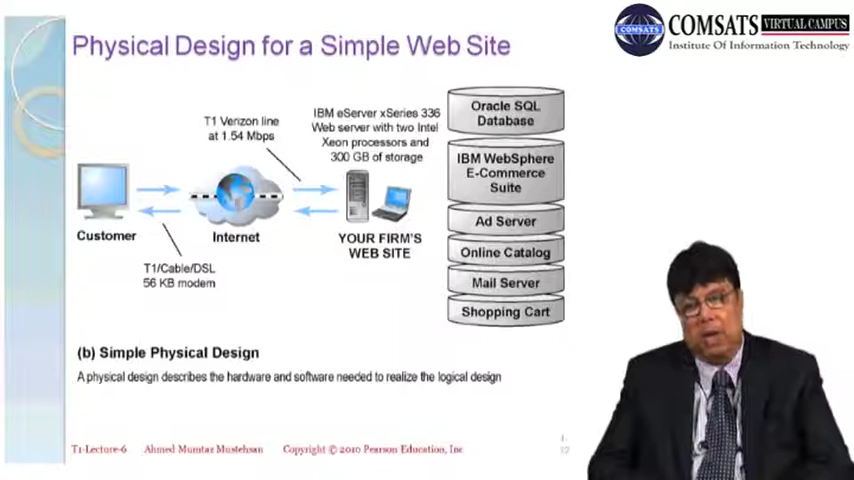 Physical Design for a Simple Web Site
COMSATS VIRTUAL CAMPUS
COMSATS
Institute Of Information Technology
T1 Verizon line
at 1.54 Mbps
IBM eServer xSeries 336
Web server with two Intel
Xeon processors and
300 GB of storage
Oracle SQL
Database
IBM WebSphere
E-Commerce
Suite
Ad Server
Online Catalog
Mail Server
Shopping Cart
Customer
Internet
YOUR FIRM'S
WEB SITE
T1/Cable/DSL
56 KB modem
(b) Simple Physical Design
A physical design describes the hardware and software needed to realize the logical design
T1-Lecture-6 Ahmed Mumtaz Mustehsan Copyright © 2010 Pearson Education, Inc
1-
12